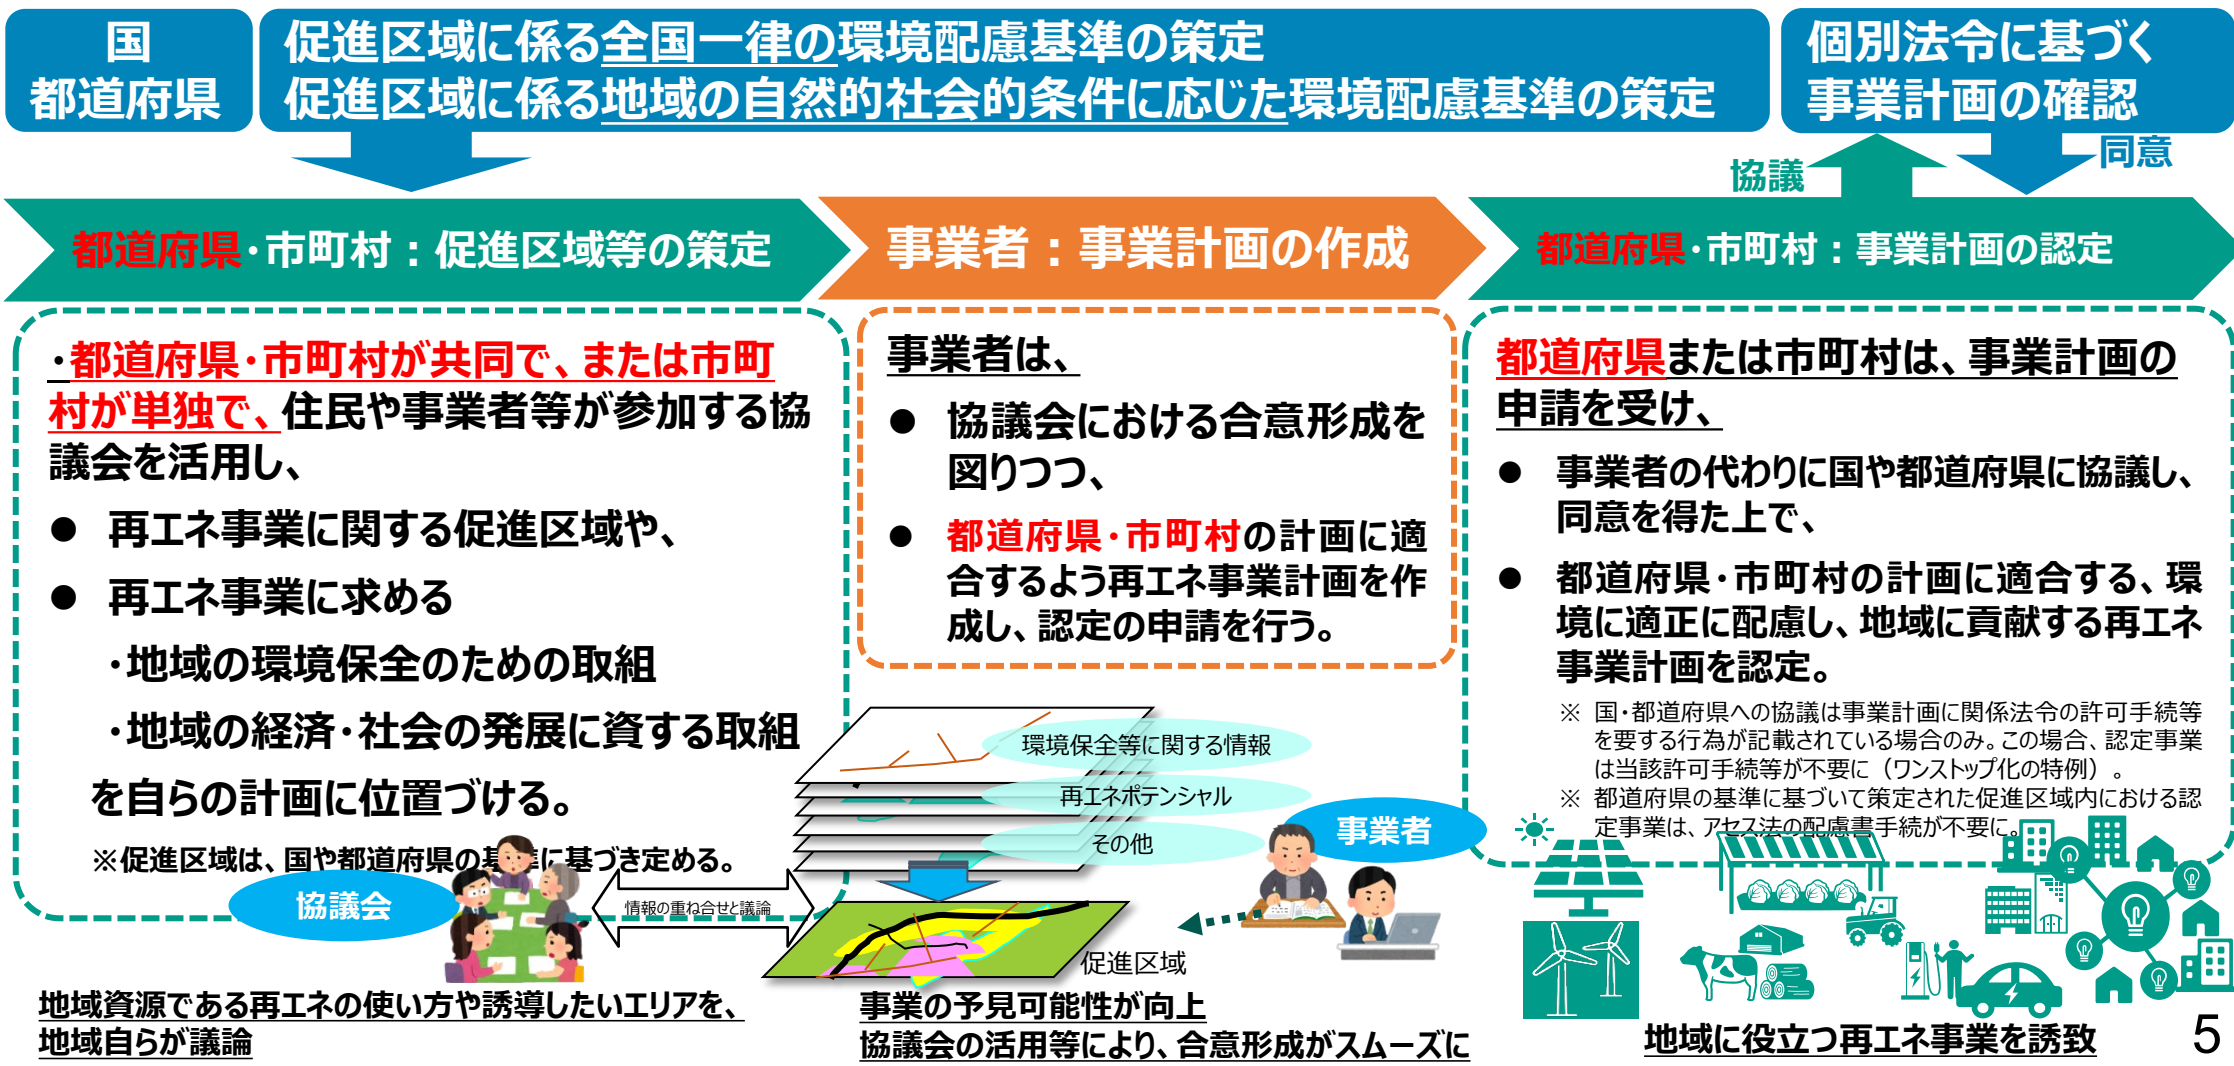 国
都道府県
促進区域に係る全国一律の環境配慮基準の策定
促進区域に係る地域の自然的社会的条件に応じた環境配慮基準の策定
個別法令に基づく
事業計画の確認
協議
同意
都道府県・市町村：促進区域等の策定
事業者：事業計画の作成
都道府県・市町村：事業計画の認定
・都道府県・市町村が共同で、または市町
村が単独で、住民や事業者等が参加する協
議会を活用し、
● 再エネ事業に関する促進区域や、
● 再エネ事業に求める
・地域の環境保全のための取組
・地域の経済・社会の発展に資する取組
を自らの計画に位置づける。
※促進区域は、国や都道府県の基準に基づき定める。
協議会
情報の重ね合せと議論
地域資源である再エネの使い方や誘導したいエリアを、
地域自らが議論
事業者は、
● 協議会における合意形成を
図りつつ、
● 都道府県・市町村の計画に適
合するよう再エネ事業計画を作
成し、認定の申請を行う。
環境保全等に関する情報
再エネポテンシャル
その他
事業者
促進区域
事業の予見可能性が向上
協議会の活用等により、合意形成がスムーズに
都道府県または市町村は、事業計画の
申請を受け、
● 事業者の代わりに国や都道府県に協議し、
同意を得た上で、
● 都道府県・市町村の計画に適合する、環
境に適正に配慮し、地域に貢献する再エネ
事業計画を認定。
※ 国・都道府県への協議は事業計画に関係法令の許可手続等
を要する行為が記載されている場合のみ。この場合、認定事業
は当該許可手続等が不要に（ワンストップ化の特例）。
※ 都道府県の基準に基づいて策定された促進区域内における認
定事業は、アセス法の配慮書手続が不要に。
地域に役立つ再エネ事業を誘致
5